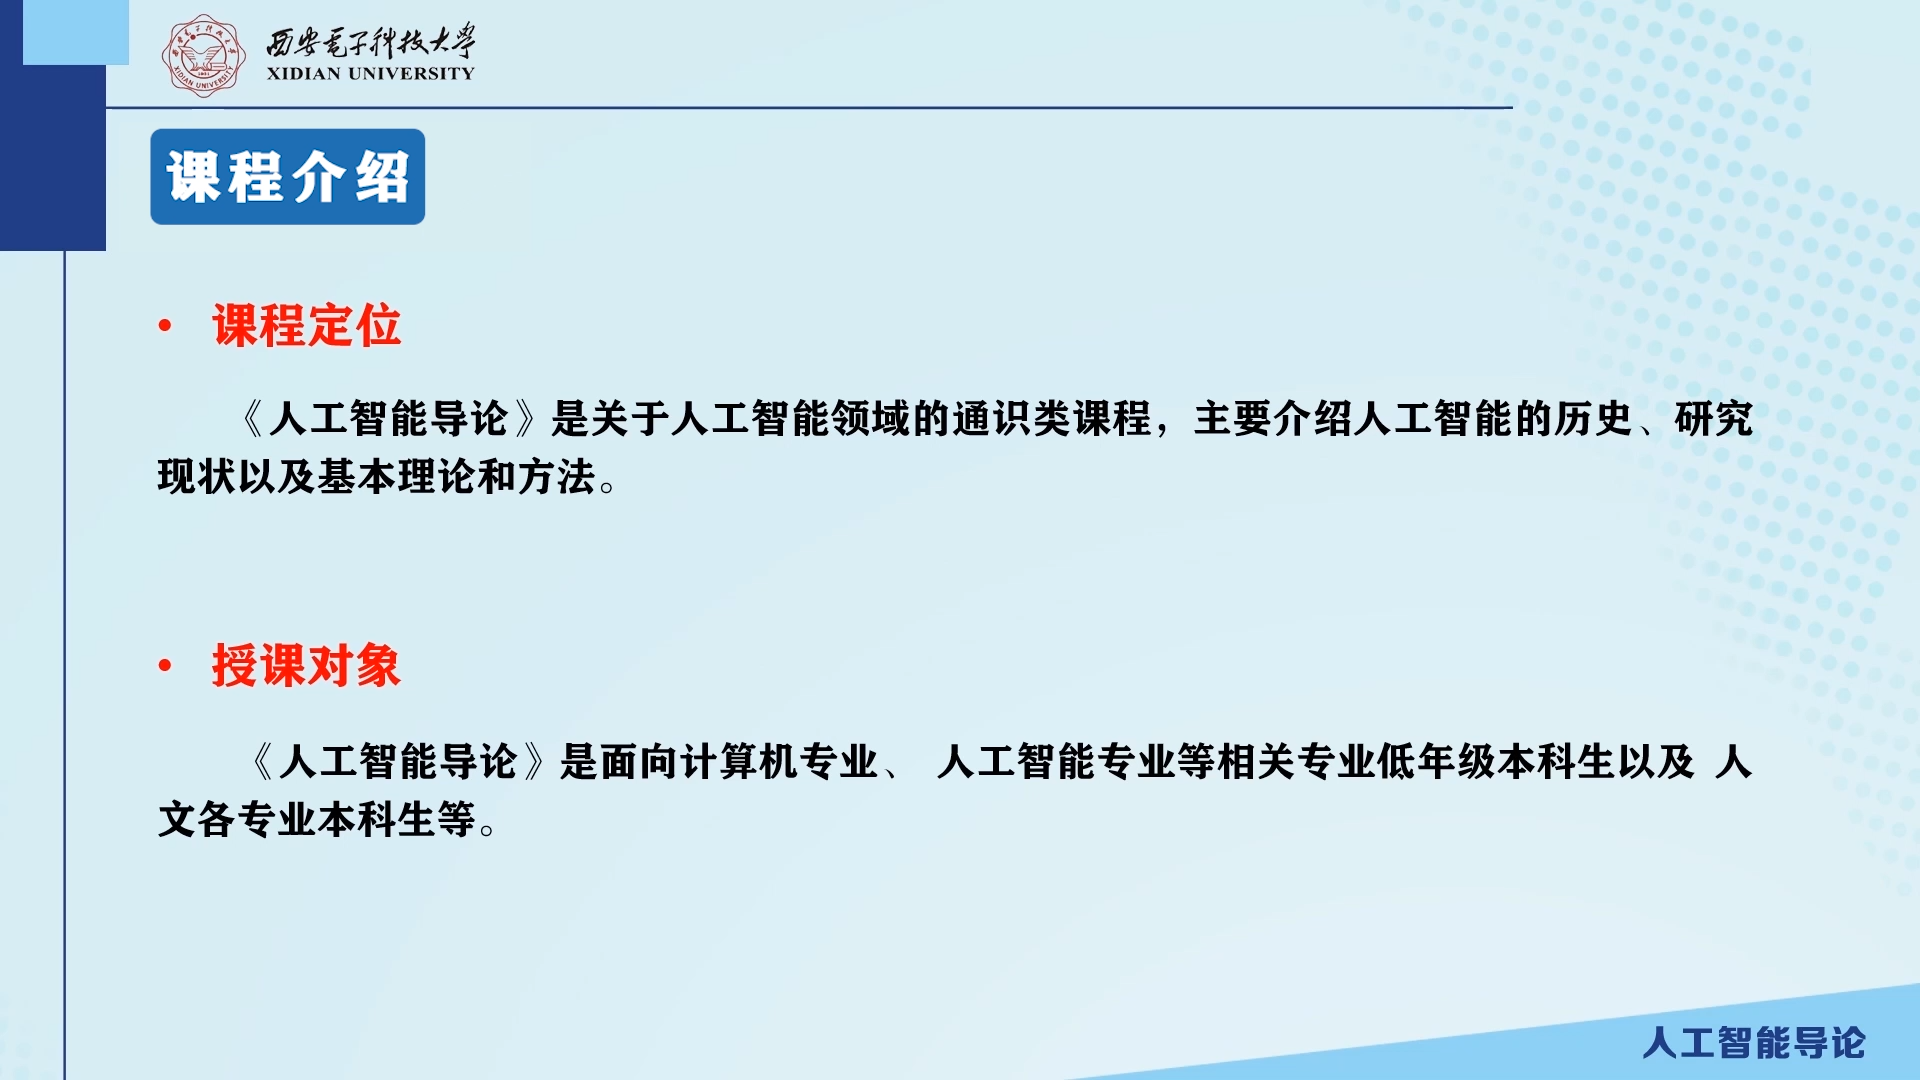 西安电子科技大学
XIDIAN UNIVERSITY
课程介绍
• 课程定位
《人工智能导论》是关于人工智能领域的通识类课程，主要介绍人工智能的历史、研究
现状以及基本理论和方法。
• 授课对象
《人工智能导论》是面向计算机专业、 人工智能专业等相关专业低年级本科生以及 人
文各专业本科生等。
人工智能导论